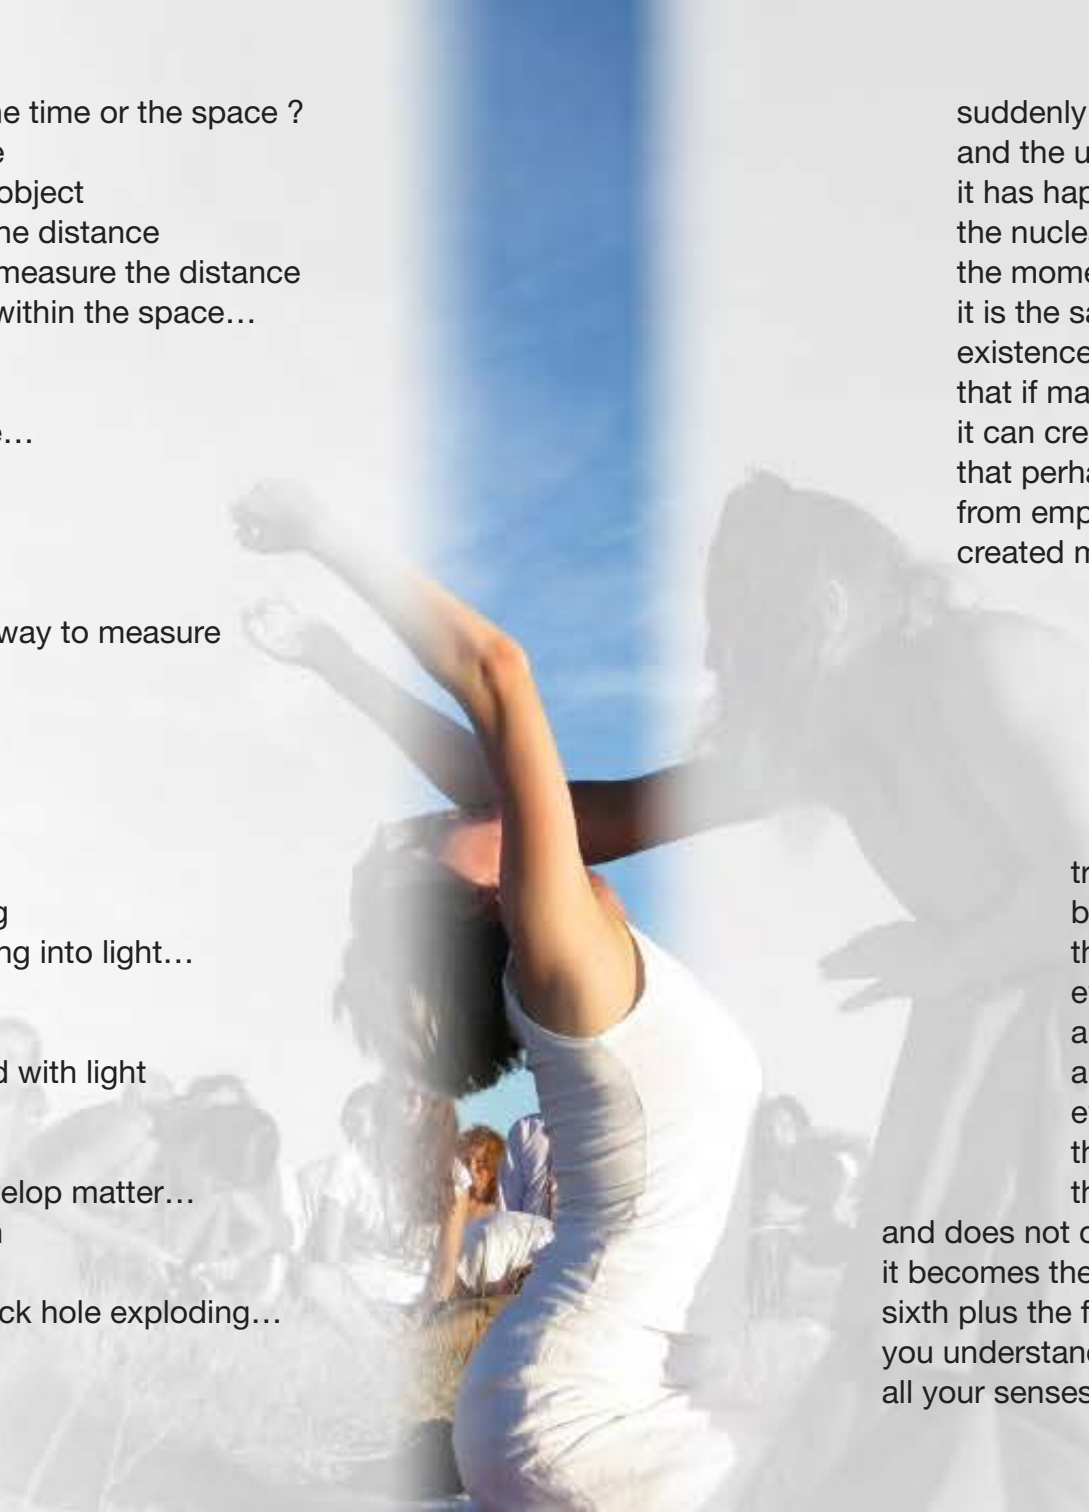 he time or the space ?
e
object
he distance
measure the distance
within the space…
e…
way to measure
g
ng into light…
d with light
elop matter…
n
ck hole exploding…
suddenly
and the u
it has hap
the nucle
the mome
it is the sa
existence
that if ma
it can cre
that perha
from emp
created m
tr
b
th
e
a
a
e
th
th
and does not
it becomes the
sixth plus the f
you understand
all your senses